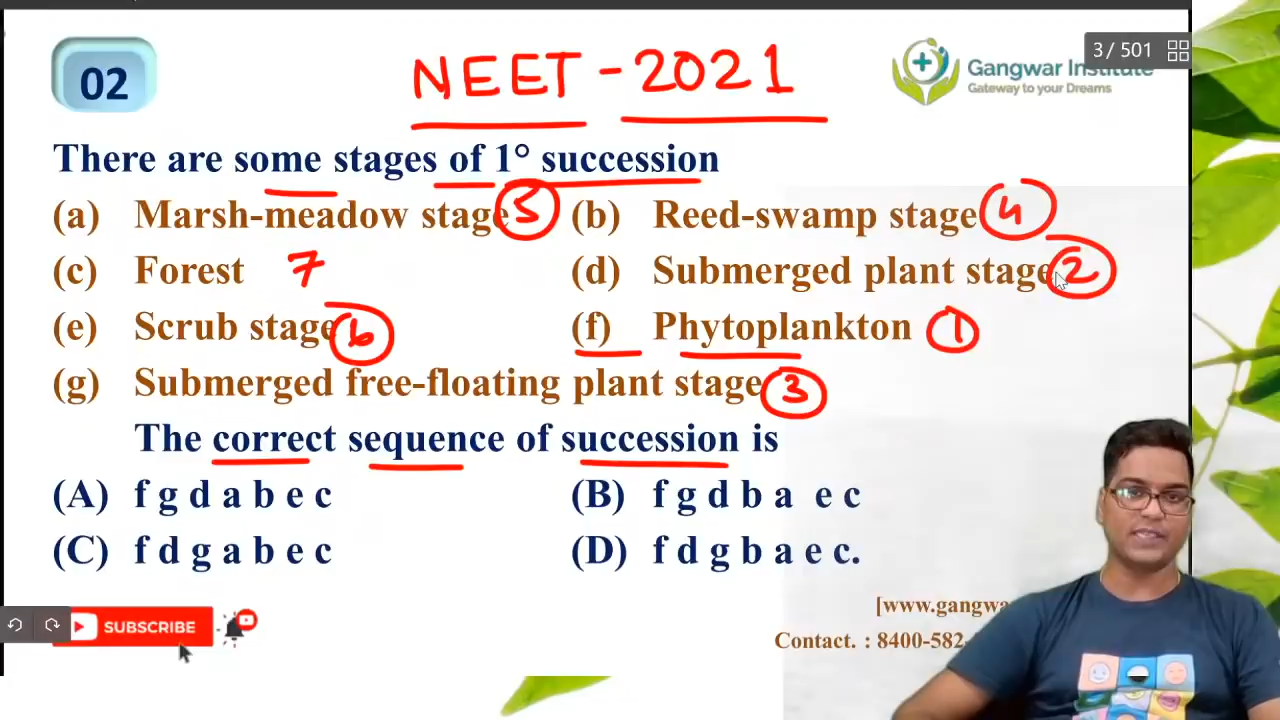 3 / 501
02
NEET - 2021
Gangwar Institute
Gateway to your Dreams
There are some stages of 1° succession
(a) Marsh-meadow stage 5 (b) Reed-swamp stage 4
(c) Forest 7 (d) Submerged plant stage 2
(e) Scrub stage 6 (f) Phytoplankton 1
(g) Submerged free-floating plant stage 3
The correct sequence of succession is
(A) f g d a b e c (B) f g d b a e c
(C) f d g a b e c (D) f d g b a e c.
[www.gangwa
SUBSCRIBE
Contact. : 8400-582-